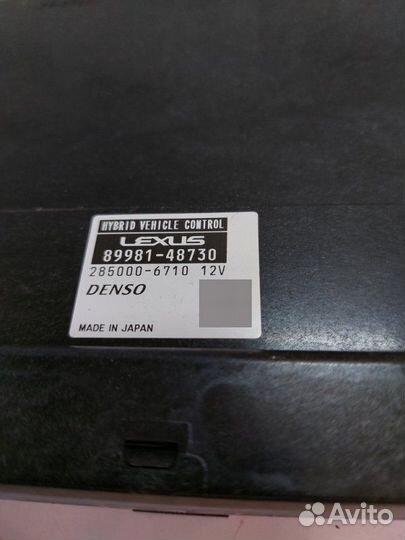 HYBRID VEHICLE CONTROL
LEXUS
89981-48730
285000-6710 12V
DENSO
MADE IN JAPAN
Avito